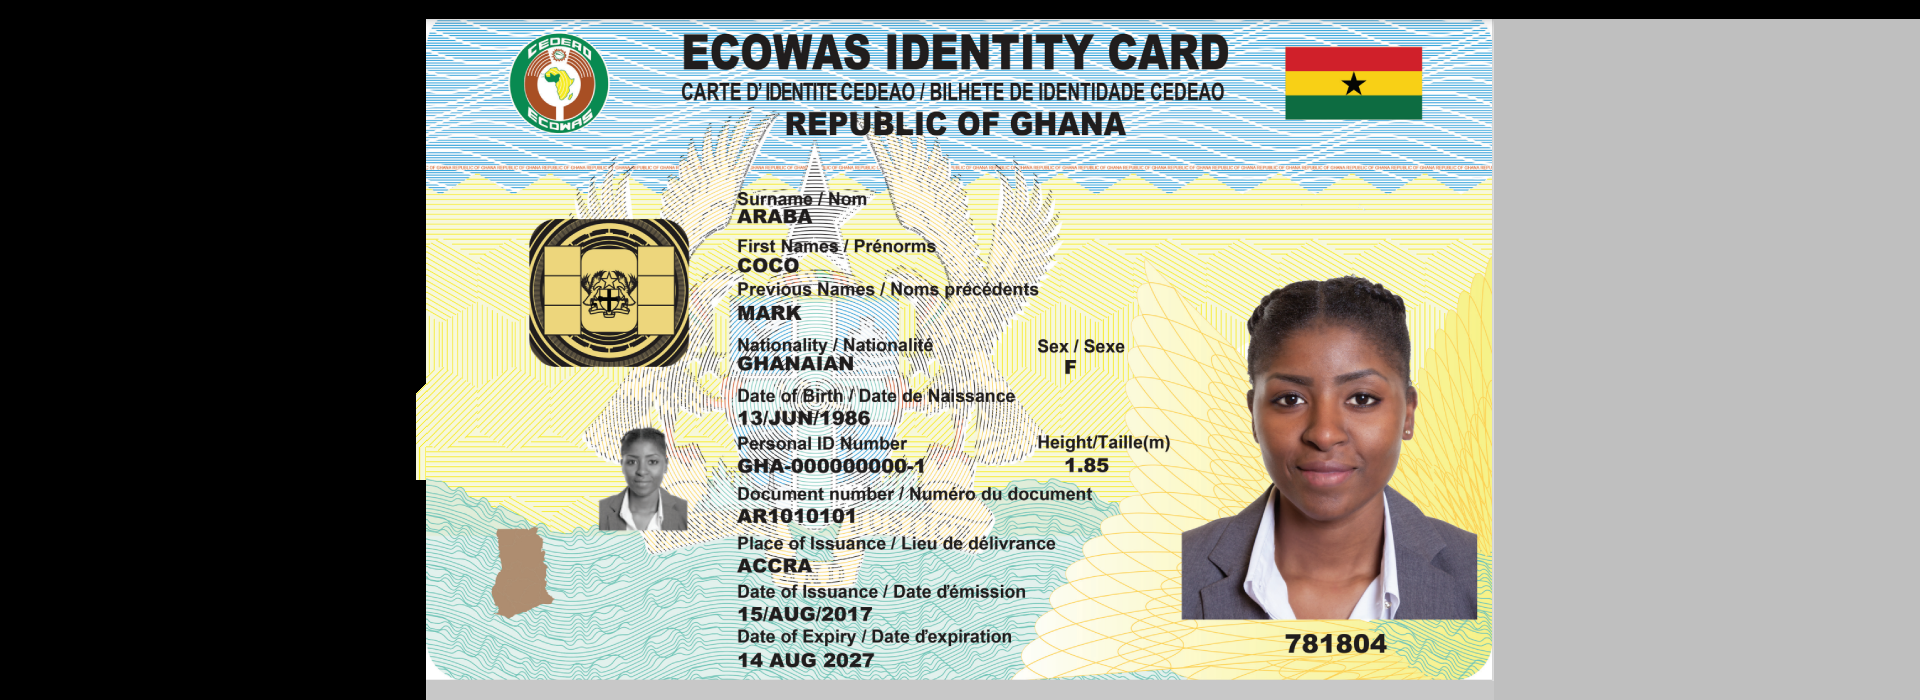 CEDEAO
ECOWAS
ECOWAS IDENTITY CARD
CARTE D' IDENTITE CEDEAO / BILHETE DE IDENTIDADE CEDEAO
REPUBLIC OF GHANA
Surname / Nom
ARABA
First Names / Prénorms
COCO
Previous Names / Noms précédents
MARK
Nationality / Nationalité
GHANAIAN
Sex / Sexe
F
Date of Birth / Date de Naissance
13/JUN/1986
Personal ID Number
GHA-000000000-1
Height/Taille(m)
1.85
Document number / Numéro du document
AR1010101
Place of Issuance / Lieu de délivrance
ACCRA
Date of Issuance / Date d'émission
15/AUG/2017
Date of Expiry / Date d'expiration
14 AUG 2027
781804